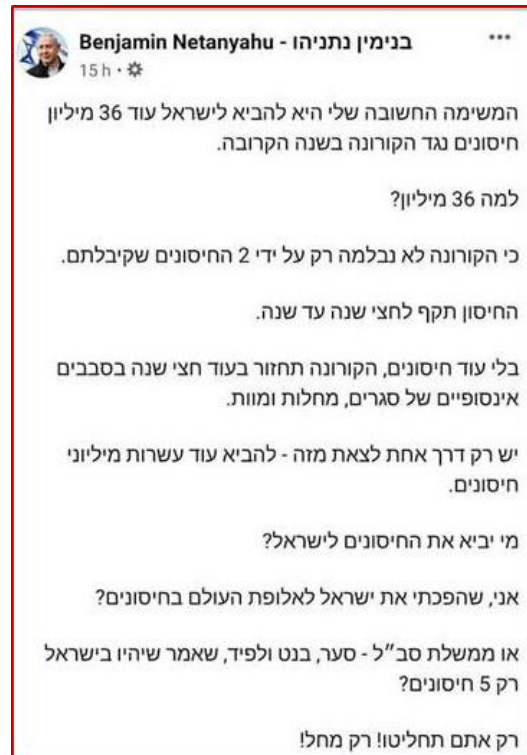 Benjamin Netanyahu - בנימין נתניהו
15 h
המשימה החשובה שלי היא להביא לישראל עוד 36 מיליון
חיסונים נגד הקורונה בשנה הקרובה.
למה 36 מיליון?
כי הקורונה לא נבלמה רק על ידי 2 החיסונים שקיבלתם.
החיסון תקף לחצי שנה עד שנה.
בלי עוד חיסונים, הקורונה תחזור בעוד חצי שנה בסבבים
אינסופיים של סגרים, מחלות ומוות.
יש רק דרך אחת לצאת מזה - להביא עוד עשרות מיליוני
חיסונים.
מי יביא את החיסונים לישראל?
אני, שהפכתי את ישראל לאלופת העולם בחיסונים?
או ממשלת סב״ל - סער, בנט ולפיד, שאמר שיהיו בישראל
רק 5 חיסונים?
רק אתם תחליטו! רק מחל!